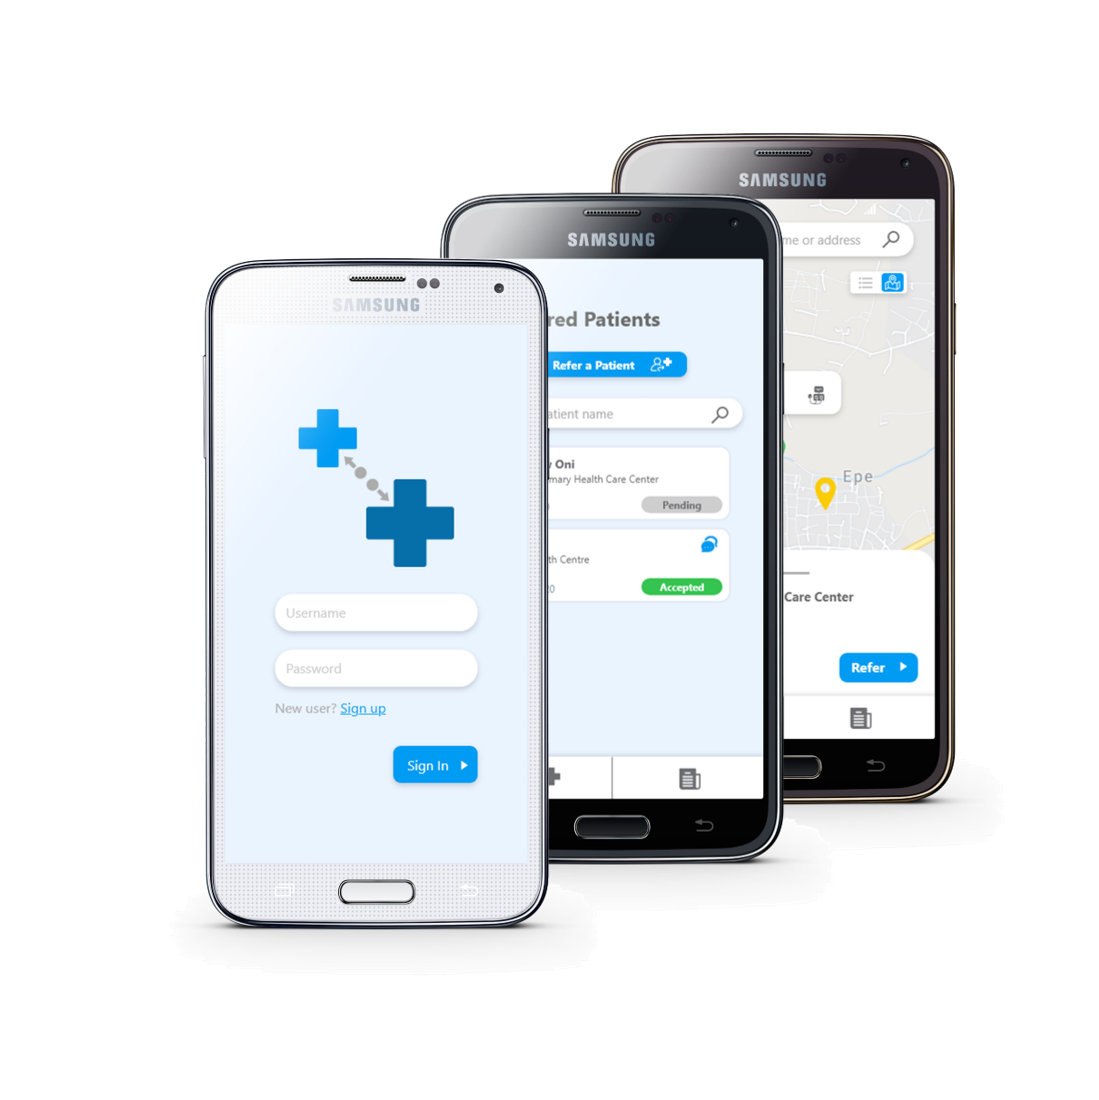 SAMSUNG
Username
Password
New user? Sign up
Sign In
SAMSUNG
red Patients
Refer a Patient
atient name
y Oni
mary Health Care Center
Pending
th Centre
20
Accepted
SAMSUNG
me or address
Epe
Care Center
Refer